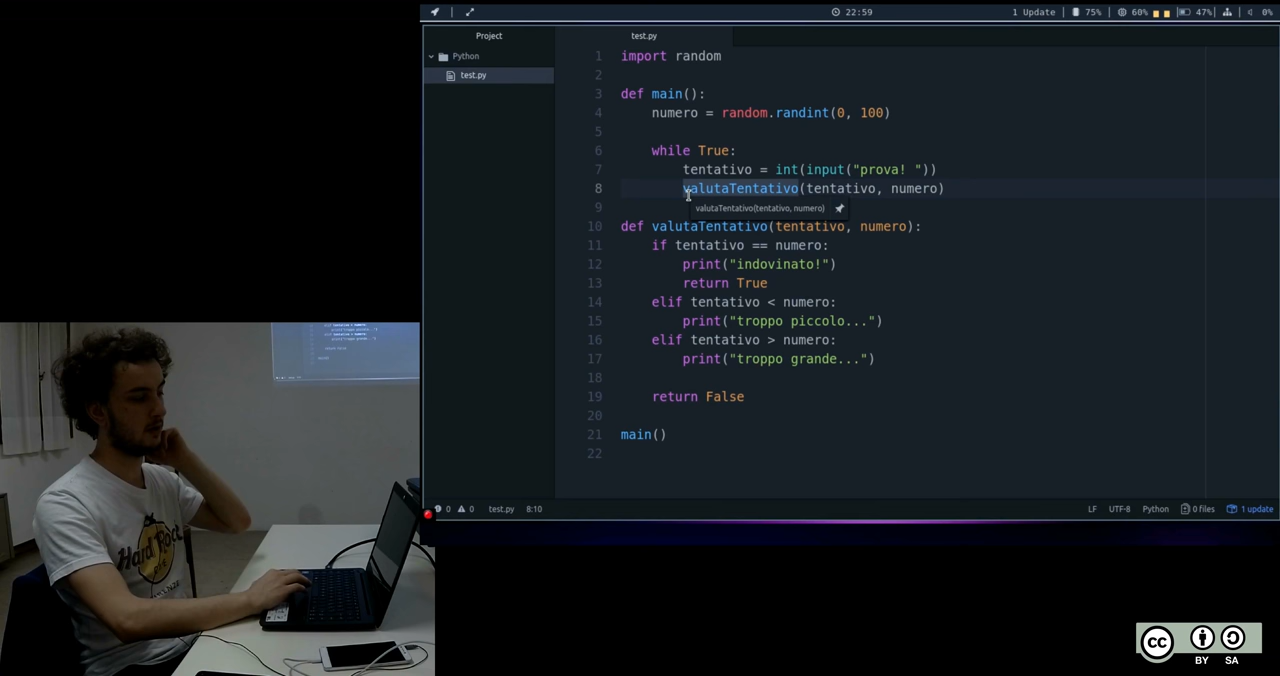 22:59
1 Update
75%
60%
47%
0%
Project
test.py
Python
test.py
1 import random
2
3 def main():
4 numero = random.randint(0, 100)
5
6 while True:
7 tentativo = int(input("prova! "))
8 valutaTentativo(tentativo, numero)
valutaTentativo(tentativo, numero)
9
10 def valutaTentativo(tentativo, numero):
11 if tentativo == numero:
12 print("indovinato!")
13 return True
14 elif tentativo < numero:
15 print("troppo piccolo...")
16 elif tentativo > numero:
17 print("troppo grande...")
18
19 return False
20
21 main()
22
0 0 test.py 8:10
LF UTF-8 Python 0 files 1 update
Hard Rock
cc
BY SA